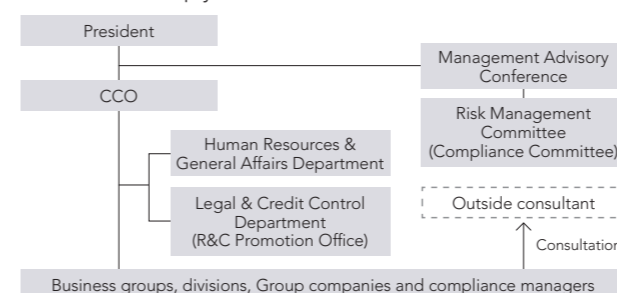 President
CCO
Management Advisory
Conference
Risk Management
Committee
(Compliance Committee)
Human Resources &
General Affairs Department
Legal & Credit Control
Department
(R&C Promotion Office)
Outside consultant
Consultation
Business groups, divisions, Group companies and compliance managers